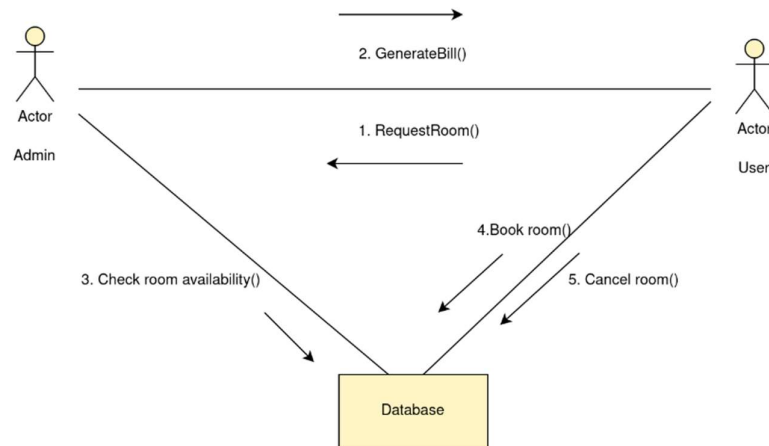 2. GenerateBill()
Actor
Admin
1. RequestRoom()
Actor
User
4.Book room()
3. Check room availability()
5. Cancel room()
Database